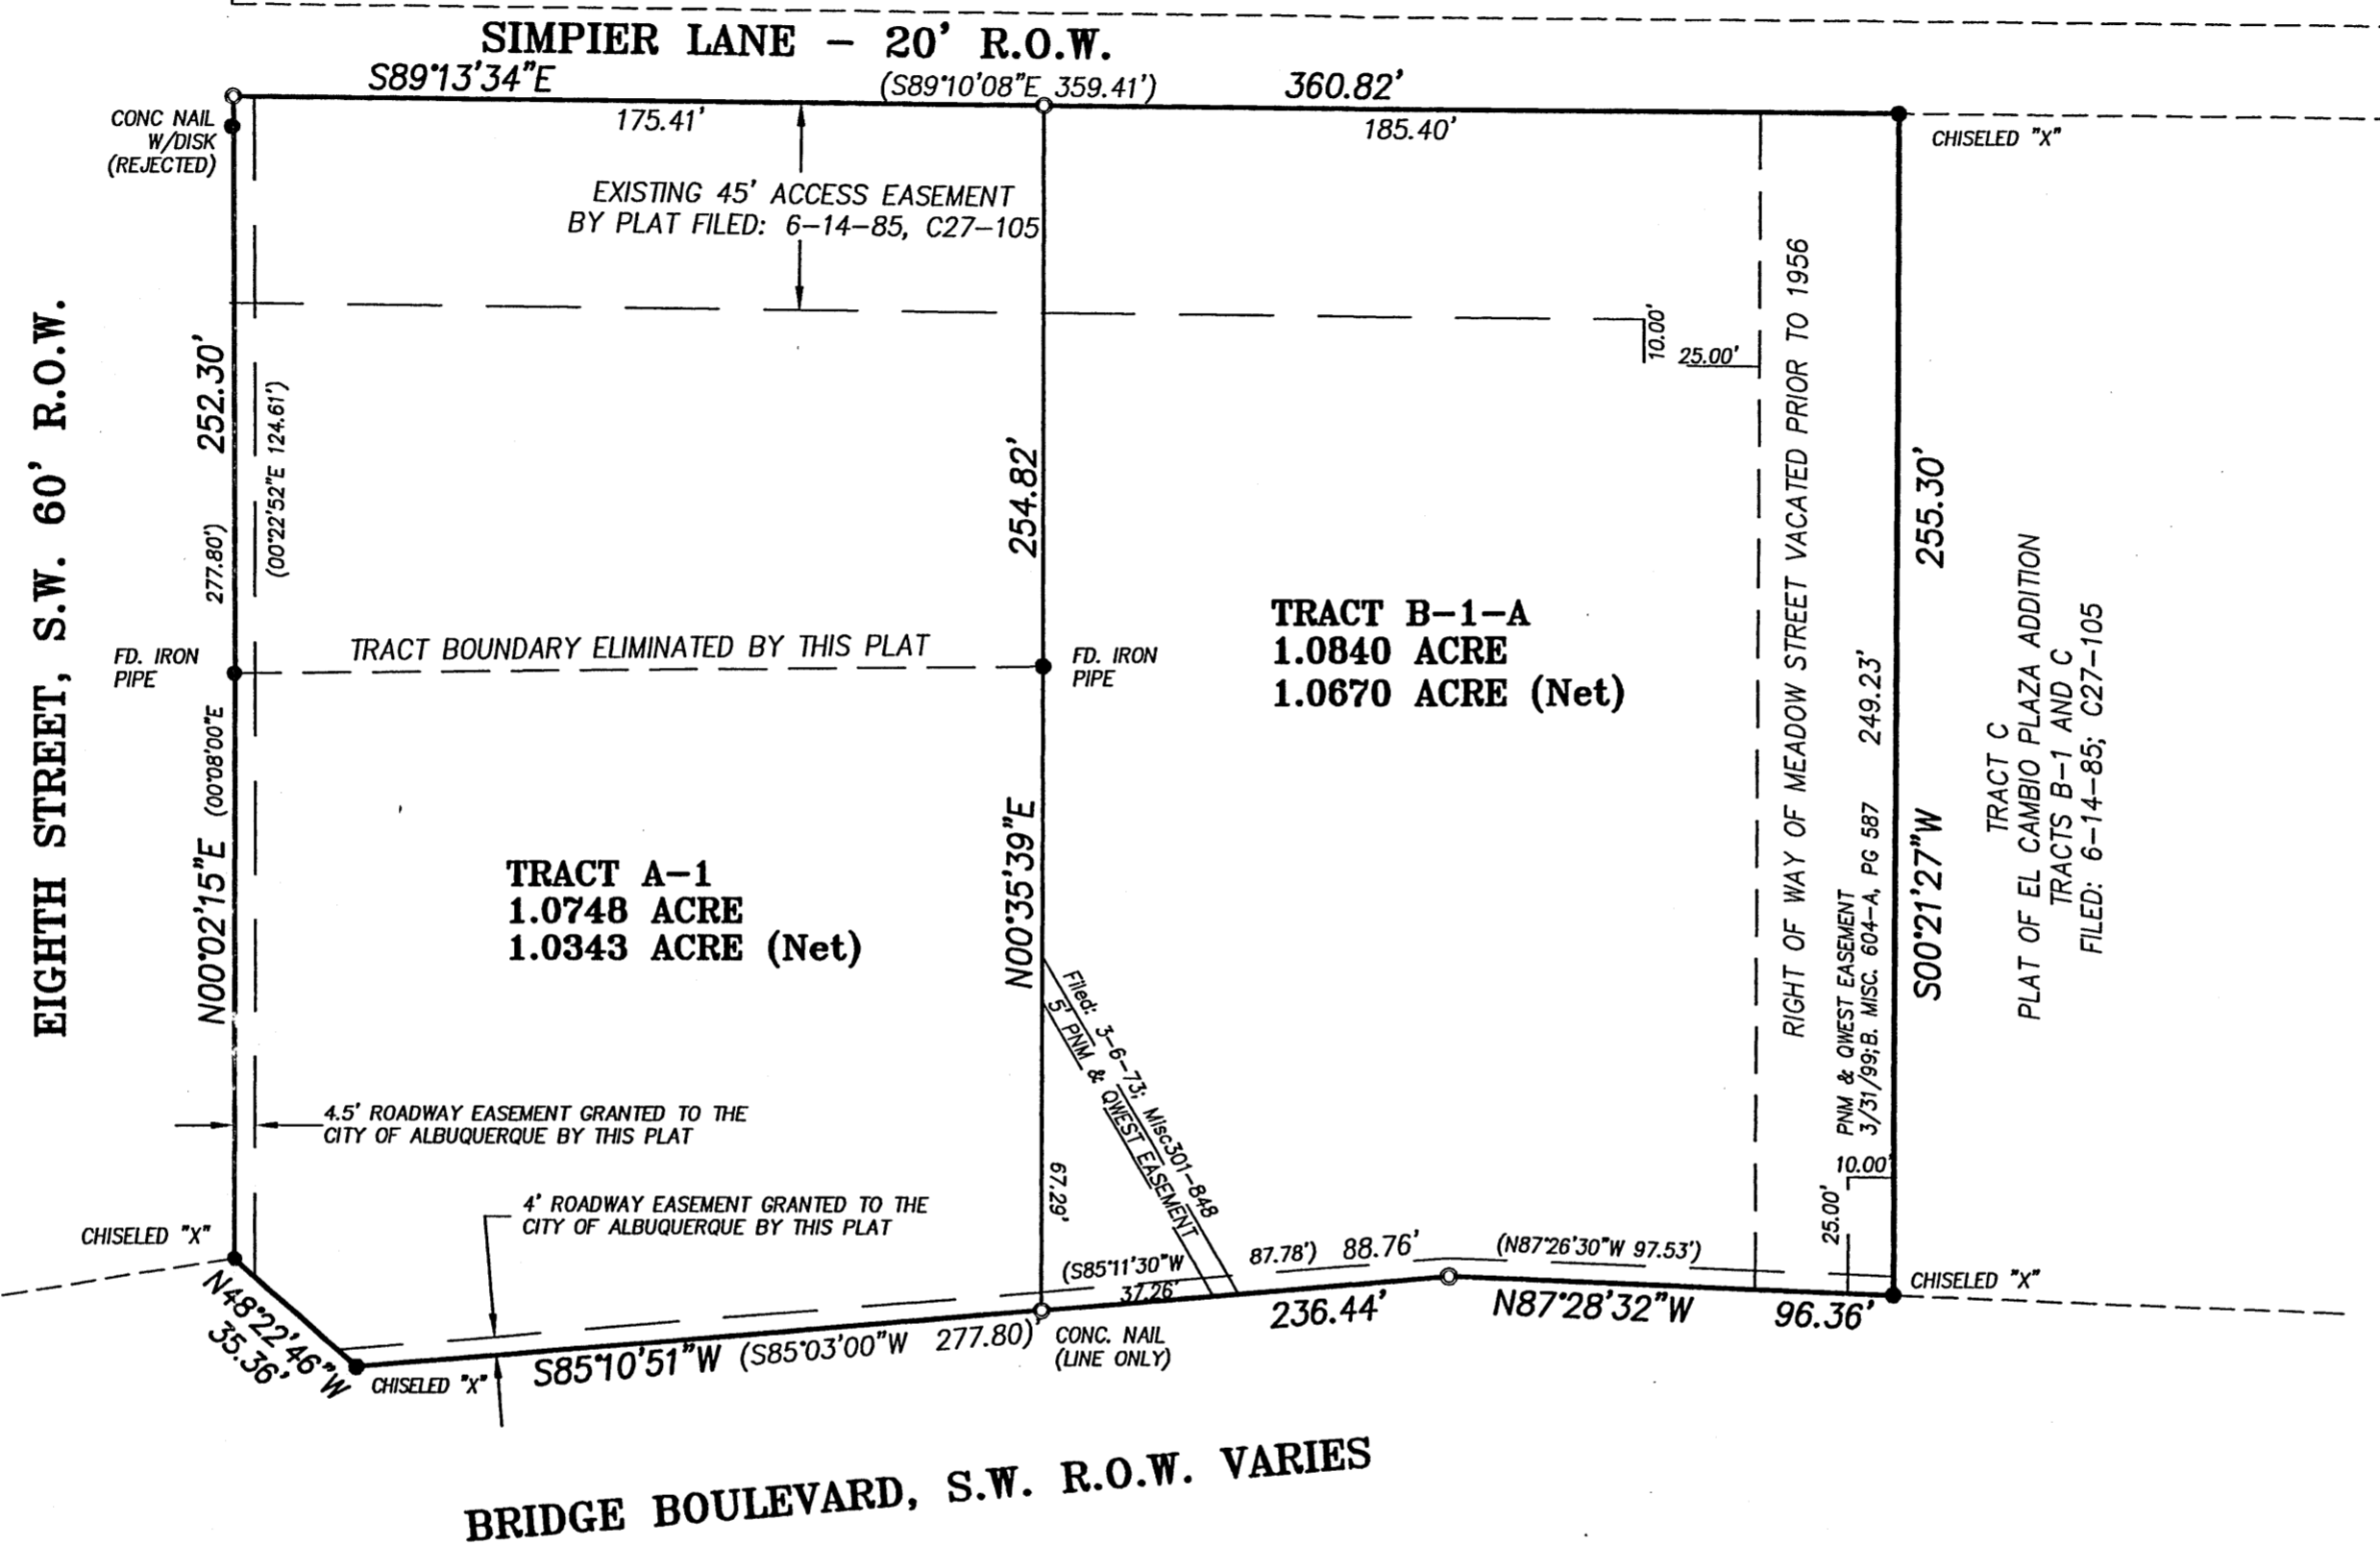 SIMPIER LANE - 20' R.O.W.
S89°13'34"E
(S89°10'08"E 359.41')
360.82'
175.41'
185.40'
CONC NAIL
W/DISK
(REJECTED)
CHISELED "X"
EXISTING 45' ACCESS EASEMENT
BY PLAT FILED: 6-14-85, C27-105
10.00'
25.00'
EIGHTH STREET, S.W. 60' R.O.W.
N00°02'15"E (00°08'00"E 277.80') 252.30'
(00°22'52"E 124.61')
TRACT BOUNDARY ELIMINATED BY THIS PLAT
FD. IRON
PIPE
FD. IRON
PIPE
N00°35'39"E 254.82'
TRACT B-1-A
1.0840 ACRE
1.0670 ACRE (Net)
TRACT A-1
1.0748 ACRE
1.0343 ACRE (Net)
RIGHT OF WAY OF MEADOW STREET VACATED PRIOR TO 1956
PNM & QWEST EASEMENT
3/31/99;B. MISC. 604-A, PG 587 249.23'
S00°21'27"W 255.30'
TRACT C
PLAT OF EL CAMBIO PLAZA ADDITION
TRACTS B-1 AND C
FILED: 6-14-85; C27-105
Filed: 3-6-73; Misc301-848
5' PNM & QWEST EASEMENT
67.29'
4.5' ROADWAY EASEMENT GRANTED TO THE
CITY OF ALBUQUERQUE BY THIS PLAT
4' ROADWAY EASEMENT GRANTED TO THE
CITY OF ALBUQUERQUE BY THIS PLAT
CHISELED "X"
10.00'
25.00'
(S85°11'30"W 87.78') 88.76'
(N87°26'30"W 97.53')
37.26'
CHISELED "X"
N48°22'46"W
35.36'
CHISELED "X"
S85°10'51"W (S85°03'00"W 277.80)'
236.44'
N87°28'32"W 96.36'
CONC. NAIL
(LINE ONLY)
BRIDGE BOULEVARD, S.W. R.O.W. VARIES